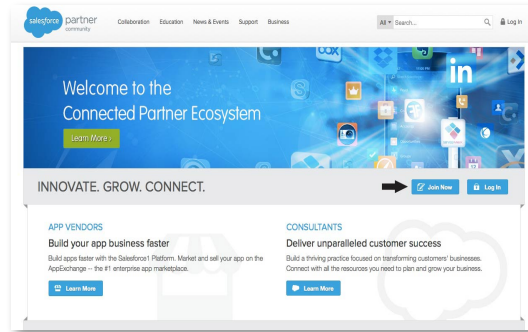 salesforce partner
community
Collaboration Education News & Events Support Business
All Search...
Log In
Welcome to the
Connected Partner Ecosystem
Learn More >
box
in
INNOVATE. GROW. CONNECT.
Join Now
Log In
APP VENDORS
Build your app business faster
Build apps faster with the Salesforce1 Platform. Market and sell your app on the
AppExchange -- the #1 enterprise app marketplace.
Learn More
CONSULTANTS
Deliver unparalleled customer success
Build a thriving practice focused on transforming customers' businesses.
Connect with all the resources you need to plan and grow your business.
Learn More